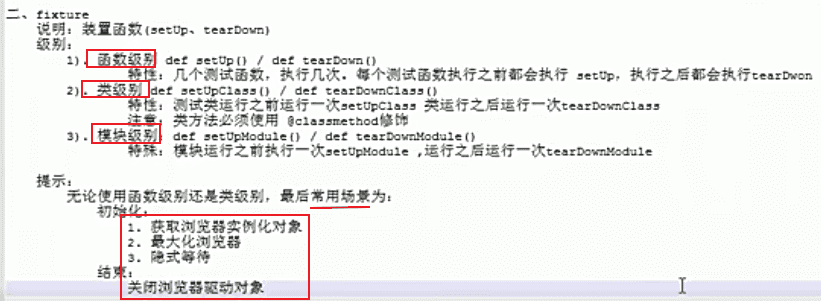 二、fixture
说明：装置函数(setUp、tearDown)
级别：
1). 函数级别 def setUp() / def tearDown()
特性：几个测试函数，执行几次. 每个测试函数执行之前都会执行 setUp，执行之后都会执行tearDwon
2). 类级别 def setUpClass() / def tearDownClass()
特性：测试类运行之前运行一次setUpClass 类运行之后运行一次tearDownClass
注意：类方法必须使用 @classmethod修饰
3). 模块级别：def setUpModule() / def tearDownModule()
特殊：模块运行之前执行一次setUpModule ,运行之后运行一次tearDownModule
提示：
无论使用函数级别还是类级别，最后常用场景为：
初始化：
1. 获取浏览器实例化对象
2. 最大化浏览器
3. 隐式等待
结束：
关闭浏览器驱动对象